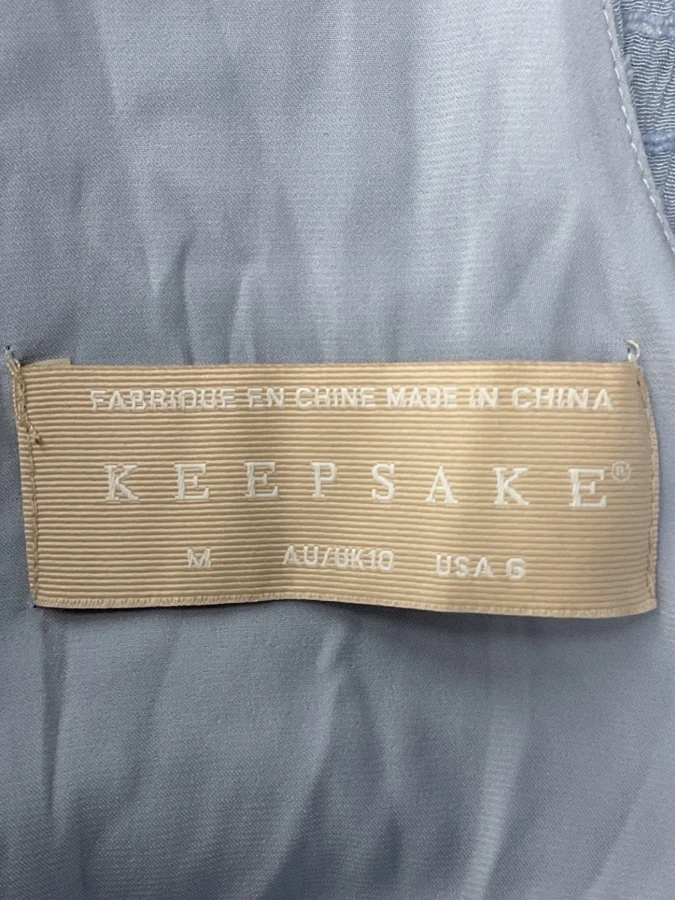 FABRIQUE EN CHINE MADE IN CHINA
KEEPSAKE®
M AU/UK10 USA 6